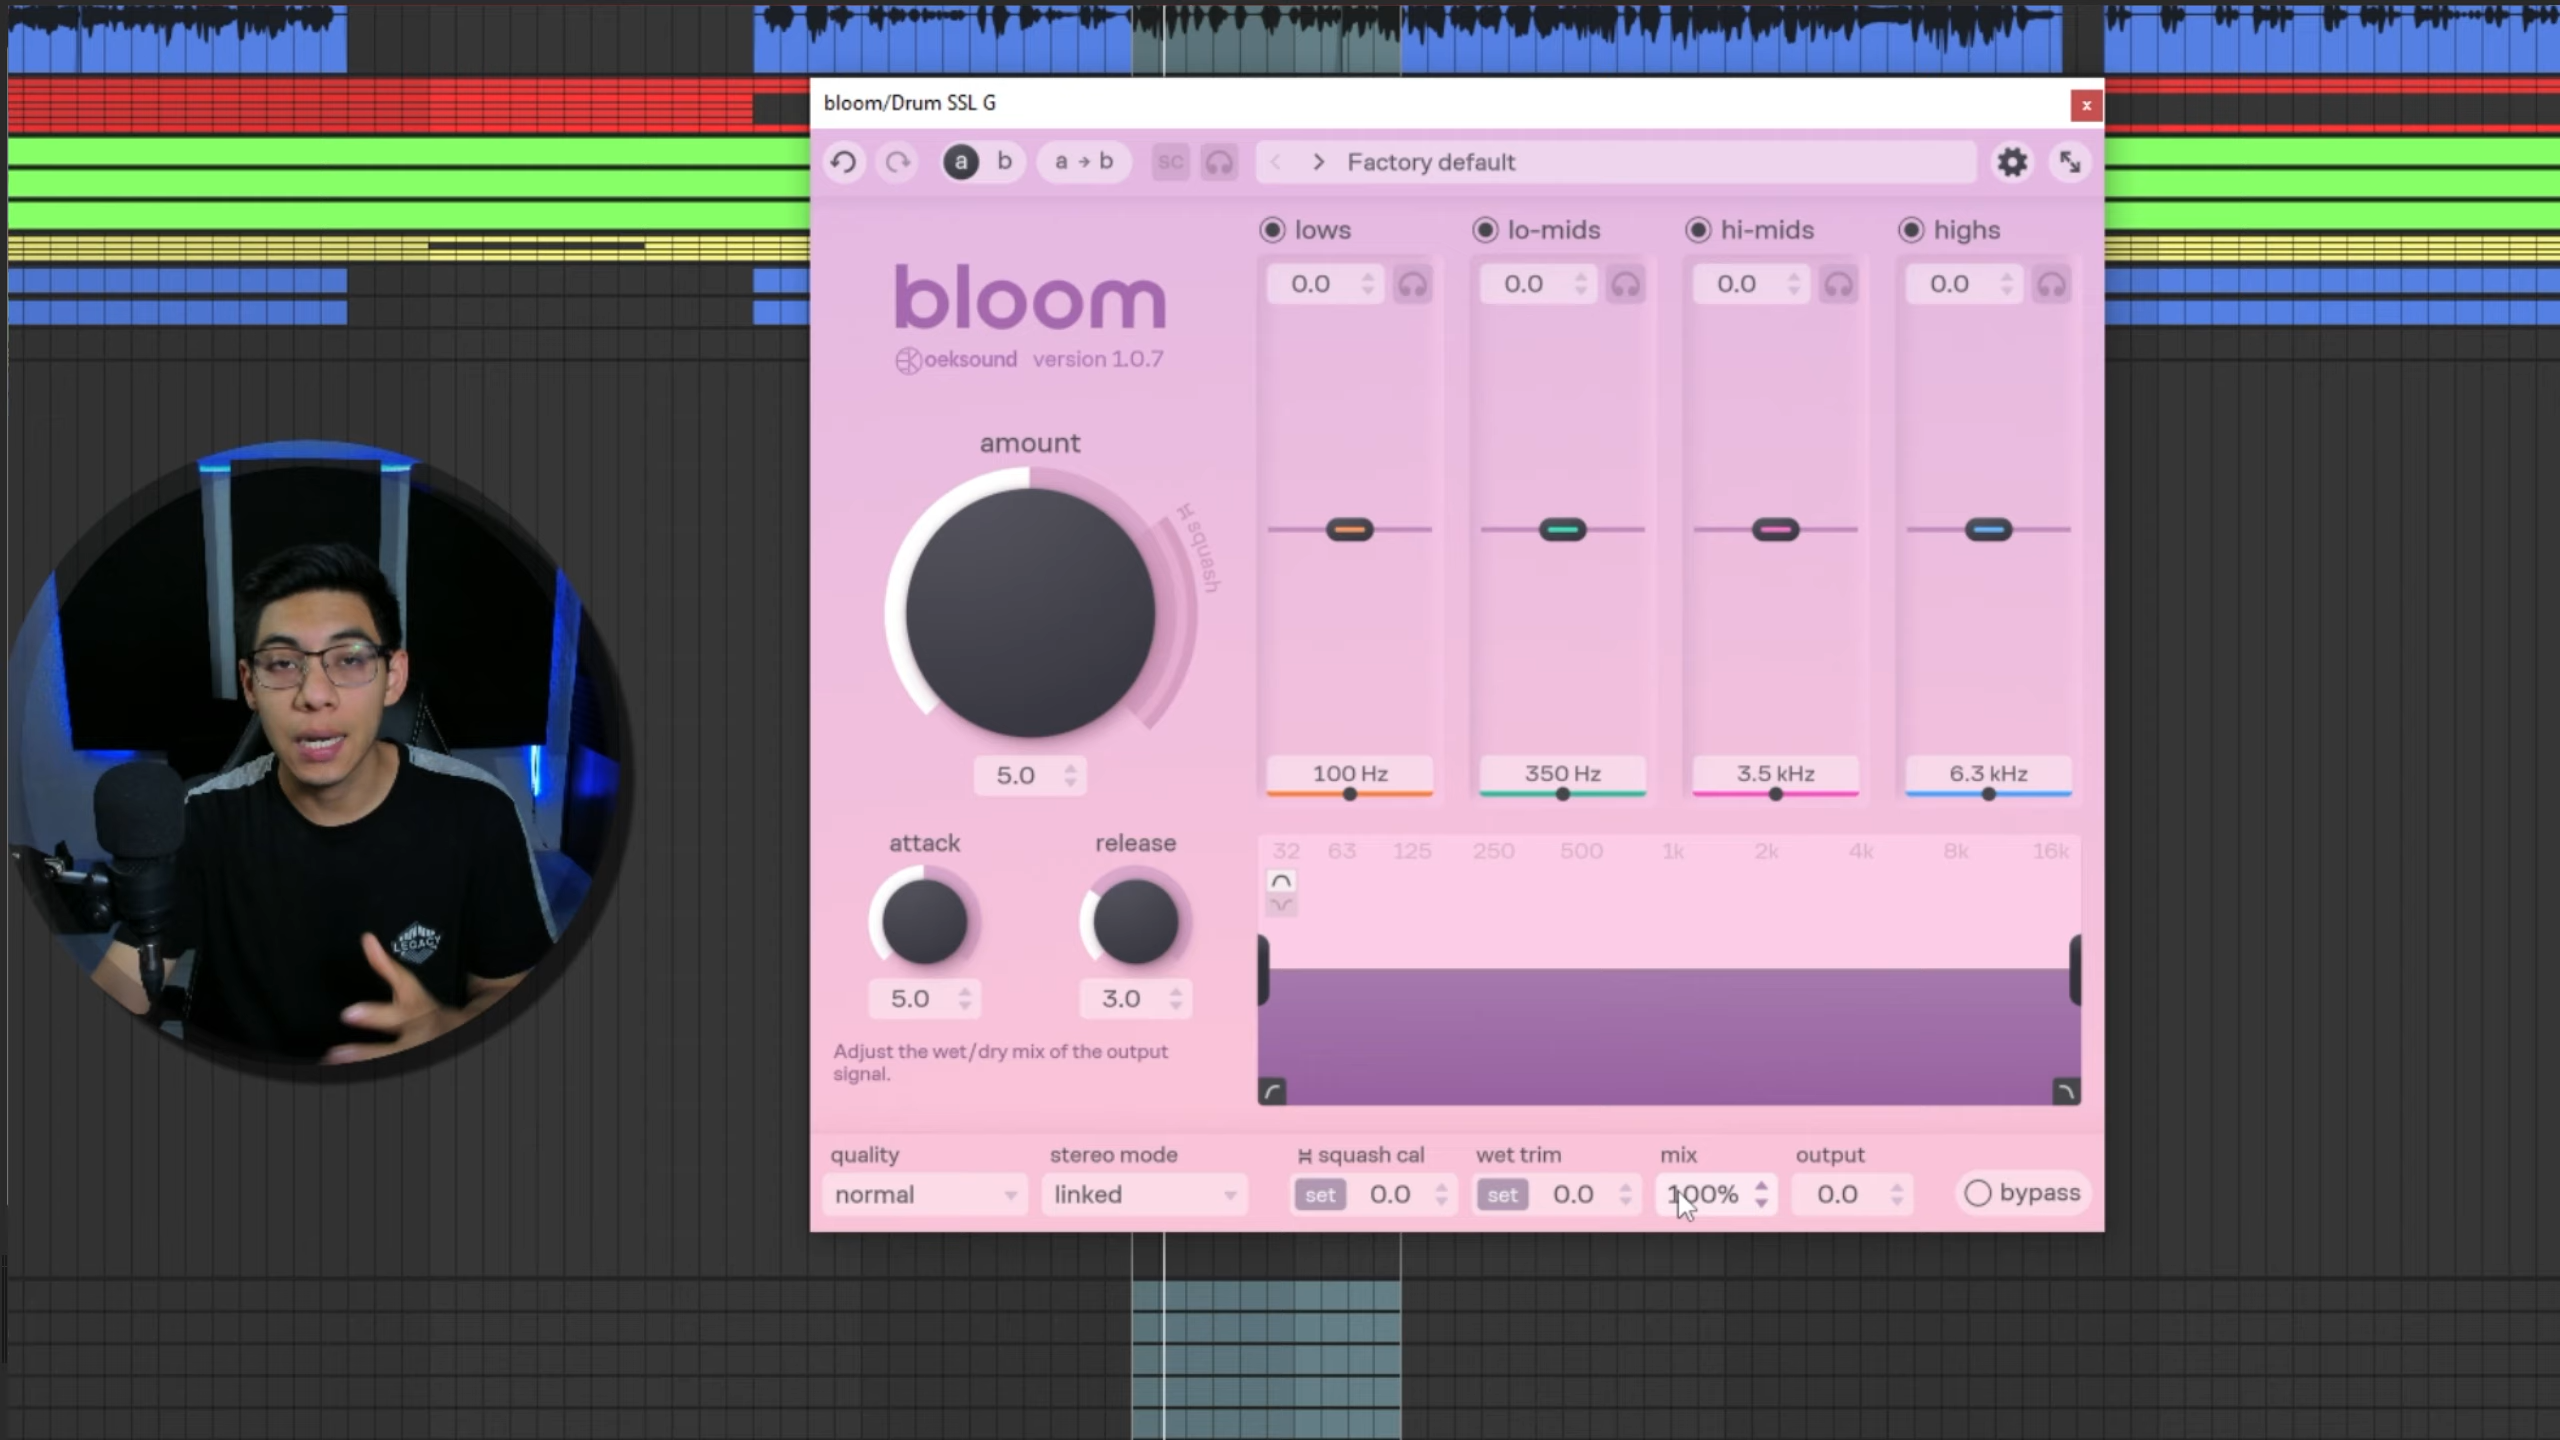 bloom/Drum SSL G
x
a b a → b SC Factory default
lows lo-mids hi-mids highs
0.0 0.0 0.0 0.0
bloom
oeksound version 1.0.7
amount
squash
5.0
100 Hz 350 Hz 3.5 kHz 6.3 kHz
attack release
32 63 125 250 500 1k 2k 4k 8k 16k
5.0 3.0
LEGACY
Adjust the wet/dry mix of the output
signal.
quality stereo mode squash cal wet trim mix output
normal linked set 0.0 set 0.0 100% 0.0 bypass